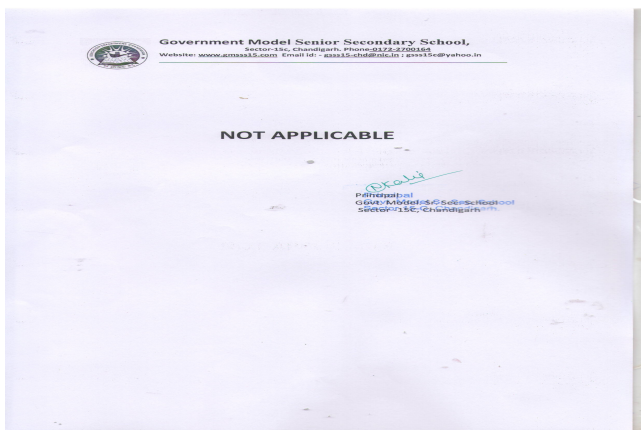 Government Model Senior Secondary School,
Sector-15c, Chandigarh. Phone-0172-2700164
Website: www.gmsss15.com Email id: - gsss15-chd@nic.in ; gsss15c@yahoo.in
NOT APPLICABLE
Principal
Govt. Model Sr. Sec School
Sector -15C, Chandigarh